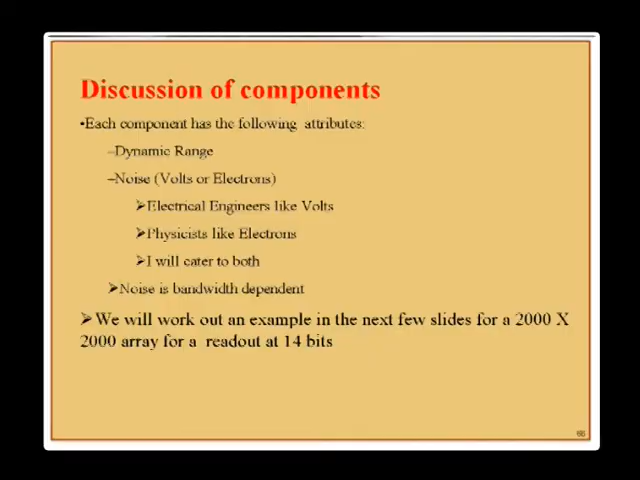 Discussion of components
•Each component has the following attributes:
–Dynamic Range
–Noise (Volts or Electrons)
➢Electrical Engineers like Volts
➢Physicists like Electrons
➢I will cater to both
➢Noise is bandwidth dependent
➢We will work out an example in the next few slides for a 2000 X
2000 array for a readout at 14 bits
66